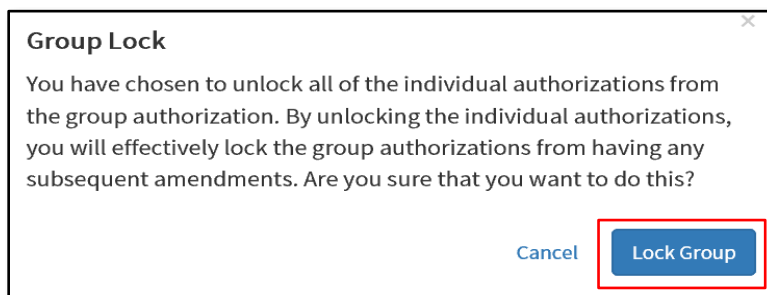 ×
Group Lock
You have chosen to unlock all of the individual authorizations from
the group authorization. By unlocking the individual authorizations,
you will effectively lock the group authorizations from having any
subsequent amendments. Are you sure that you want to do this?
Cancel Lock Group